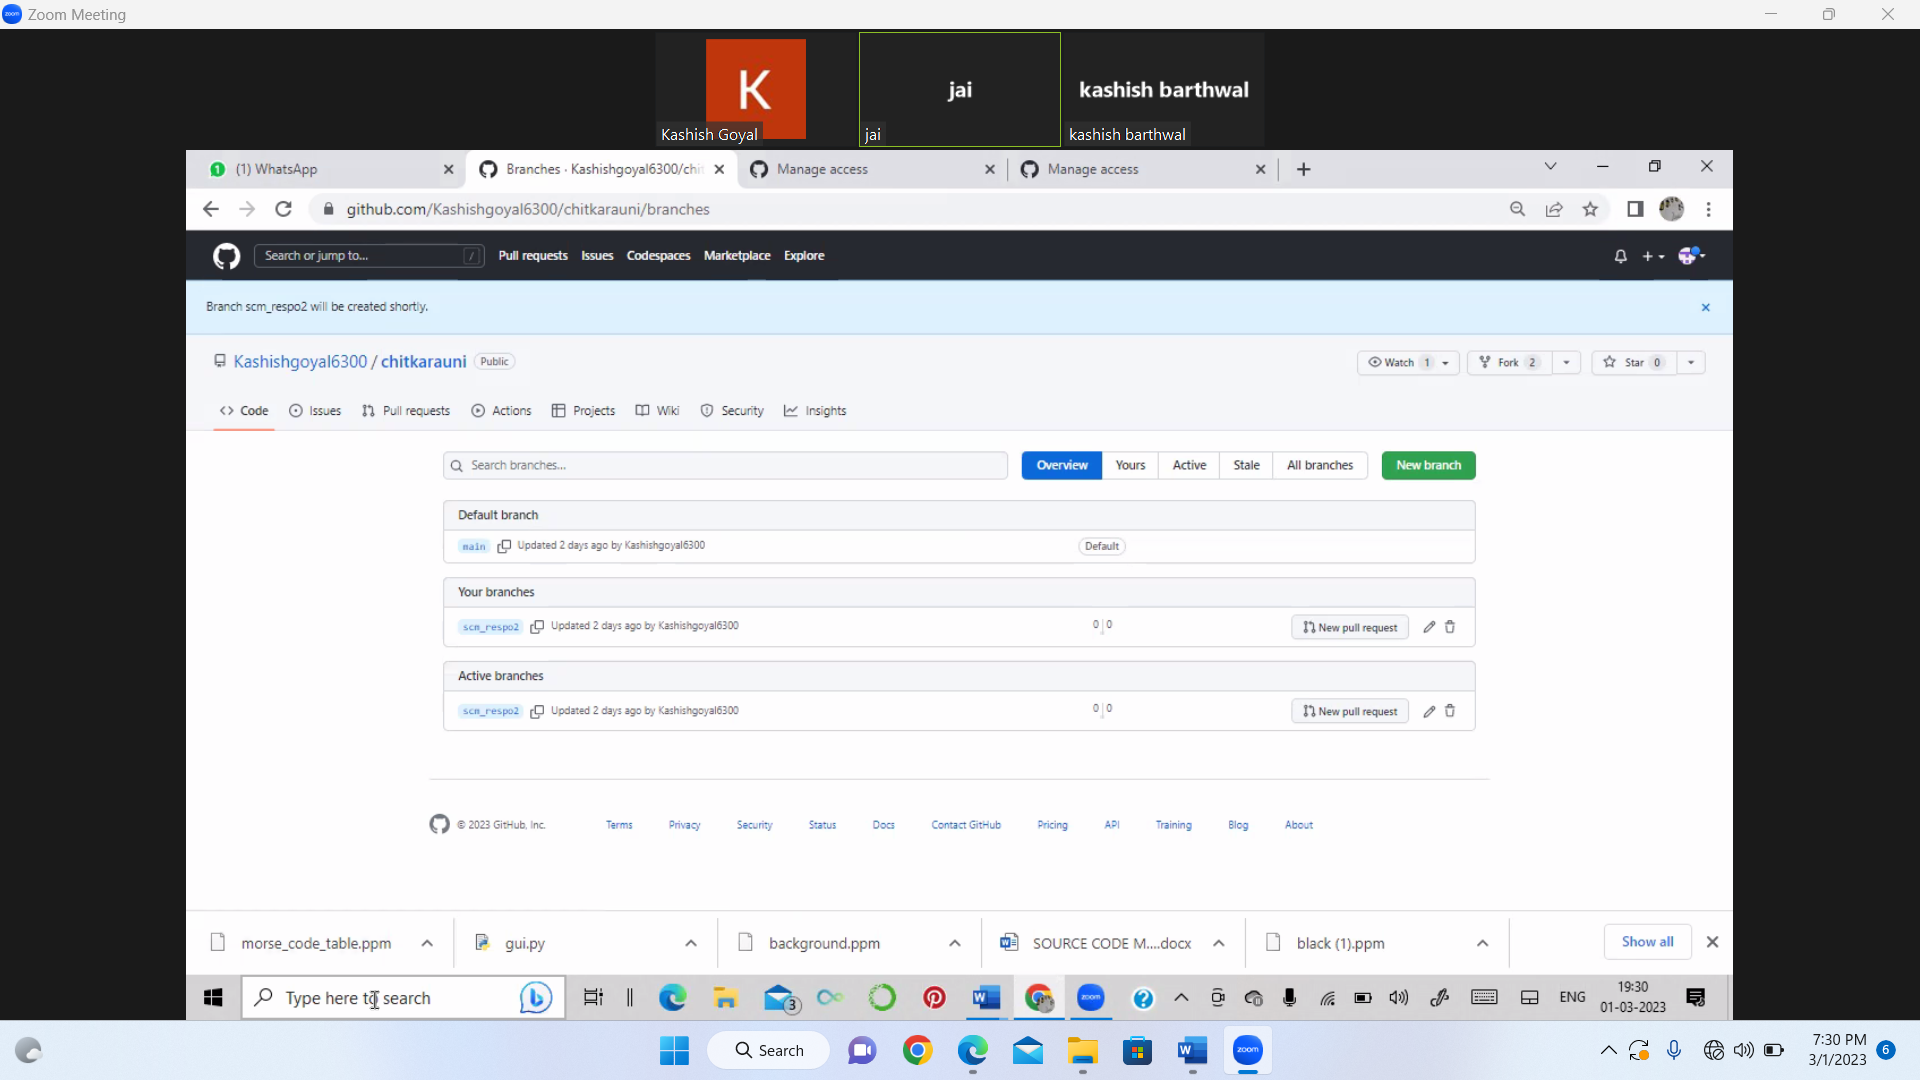 zoom Zoom Meeting
K
Kashish Goyal
jai
jai
kashish barthwal
kashish barthwal
1 (1) WhatsApp
Branches · Kashishgoyal6300/chit
Manage access
Manage access
github.com/Kashishgoyal6300/chitkarauni/branches
Search or jump to... /
Pull requests Issues Codespaces Marketplace Explore
Branch scm_respo2 will be created shortly.
Kashishgoyal6300 / chitkarauni Public
Watch 1 Fork 2 Star 0
Code Issues Pull requests Actions Projects Wiki Security Insights
Search branches...
Overview Yours Active Stale All branches New branch
Default branch
main Updated 2 days ago by Kashishgoyal6300 Default
Your branches
scm_respo2 Updated 2 days ago by Kashishgoyal6300 0 | 0 New pull request
Active branches
scm_respo2 Updated 2 days ago by Kashishgoyal6300 0 | 0 New pull request
© 2023 GitHub, Inc. Terms Privacy Security Status Docs Contact GitHub Pricing API Training Blog About
morse_code_table.ppm gui.py background.ppm SOURCE CODE M....docx black (1).ppm Show all
Type here to search 3 zoom ENG 19:30
01-03-2023
Search zoom 7:30 PM
3/1/2023 6